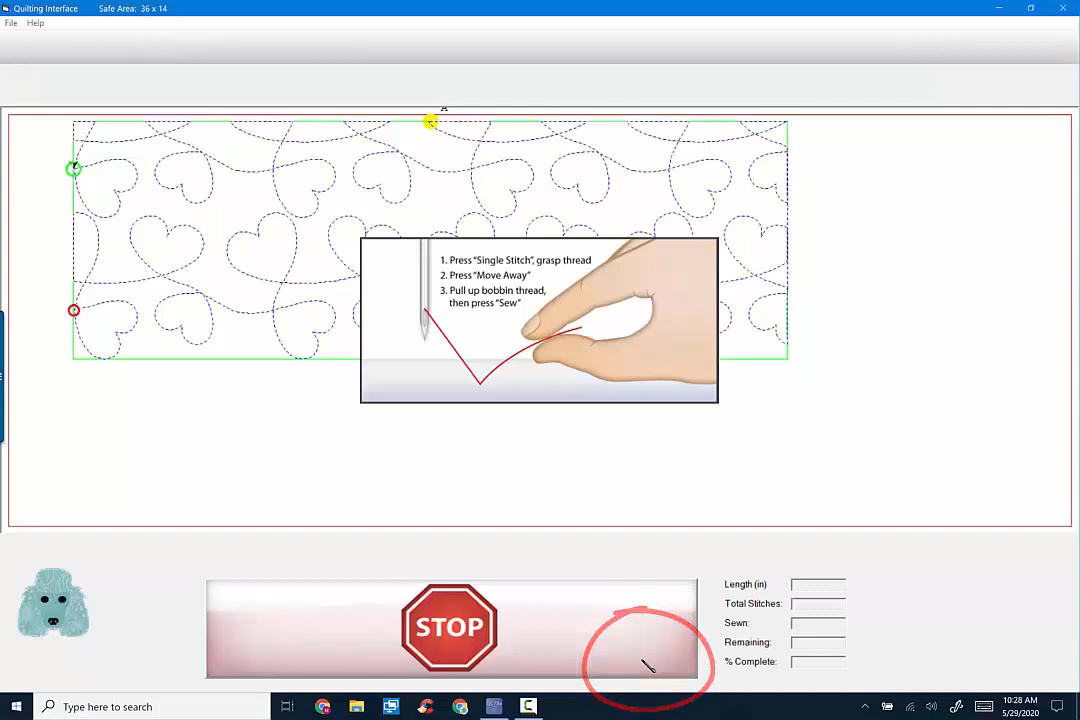 Quilting Interface Safe Area: 36 x 14
File Help
A
1. Press "Single Stitch", grasp thread
2. Press "Move Away"
3. Pull up bobbin thread,
then press "Sew"
STOP
Length (in)
Total Stitches:
Sewn:
Remaining:
% Complete:
Type here to search
10:28 AM
5/29/2020